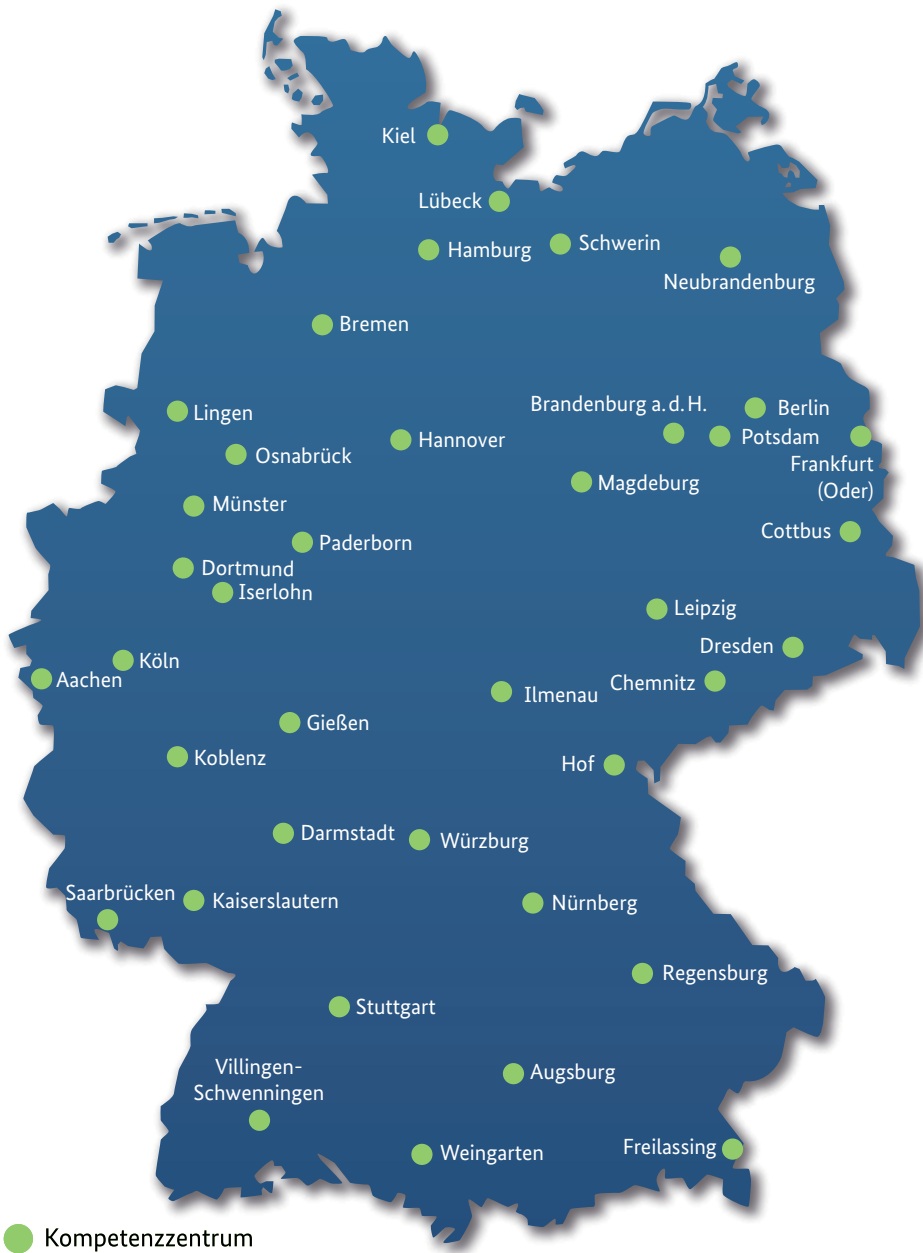 Kiel
Lübeck
Hamburg
Schwerin
Neubrandenburg
Bremen
Lingen
Osnabrück
Hannover
Brandenburg a.d.H.
Berlin
Potsdam
Frankfurt
(Oder)
Magdeburg
Münster
Cottbus
Paderborn
Dortmund
Iserlohn
Leipzig
Dresden
Köln
Aachen
Chemnitz
Ilmenau
Gießen
Koblenz
Hof
Darmstadt
Würzburg
Saarbrücken
Kaiserslautern
Nürnberg
Regensburg
Stuttgart
Villingen-
Schwenningen
Augsburg
Weingarten
Freilassing
Kompetenzzentrum